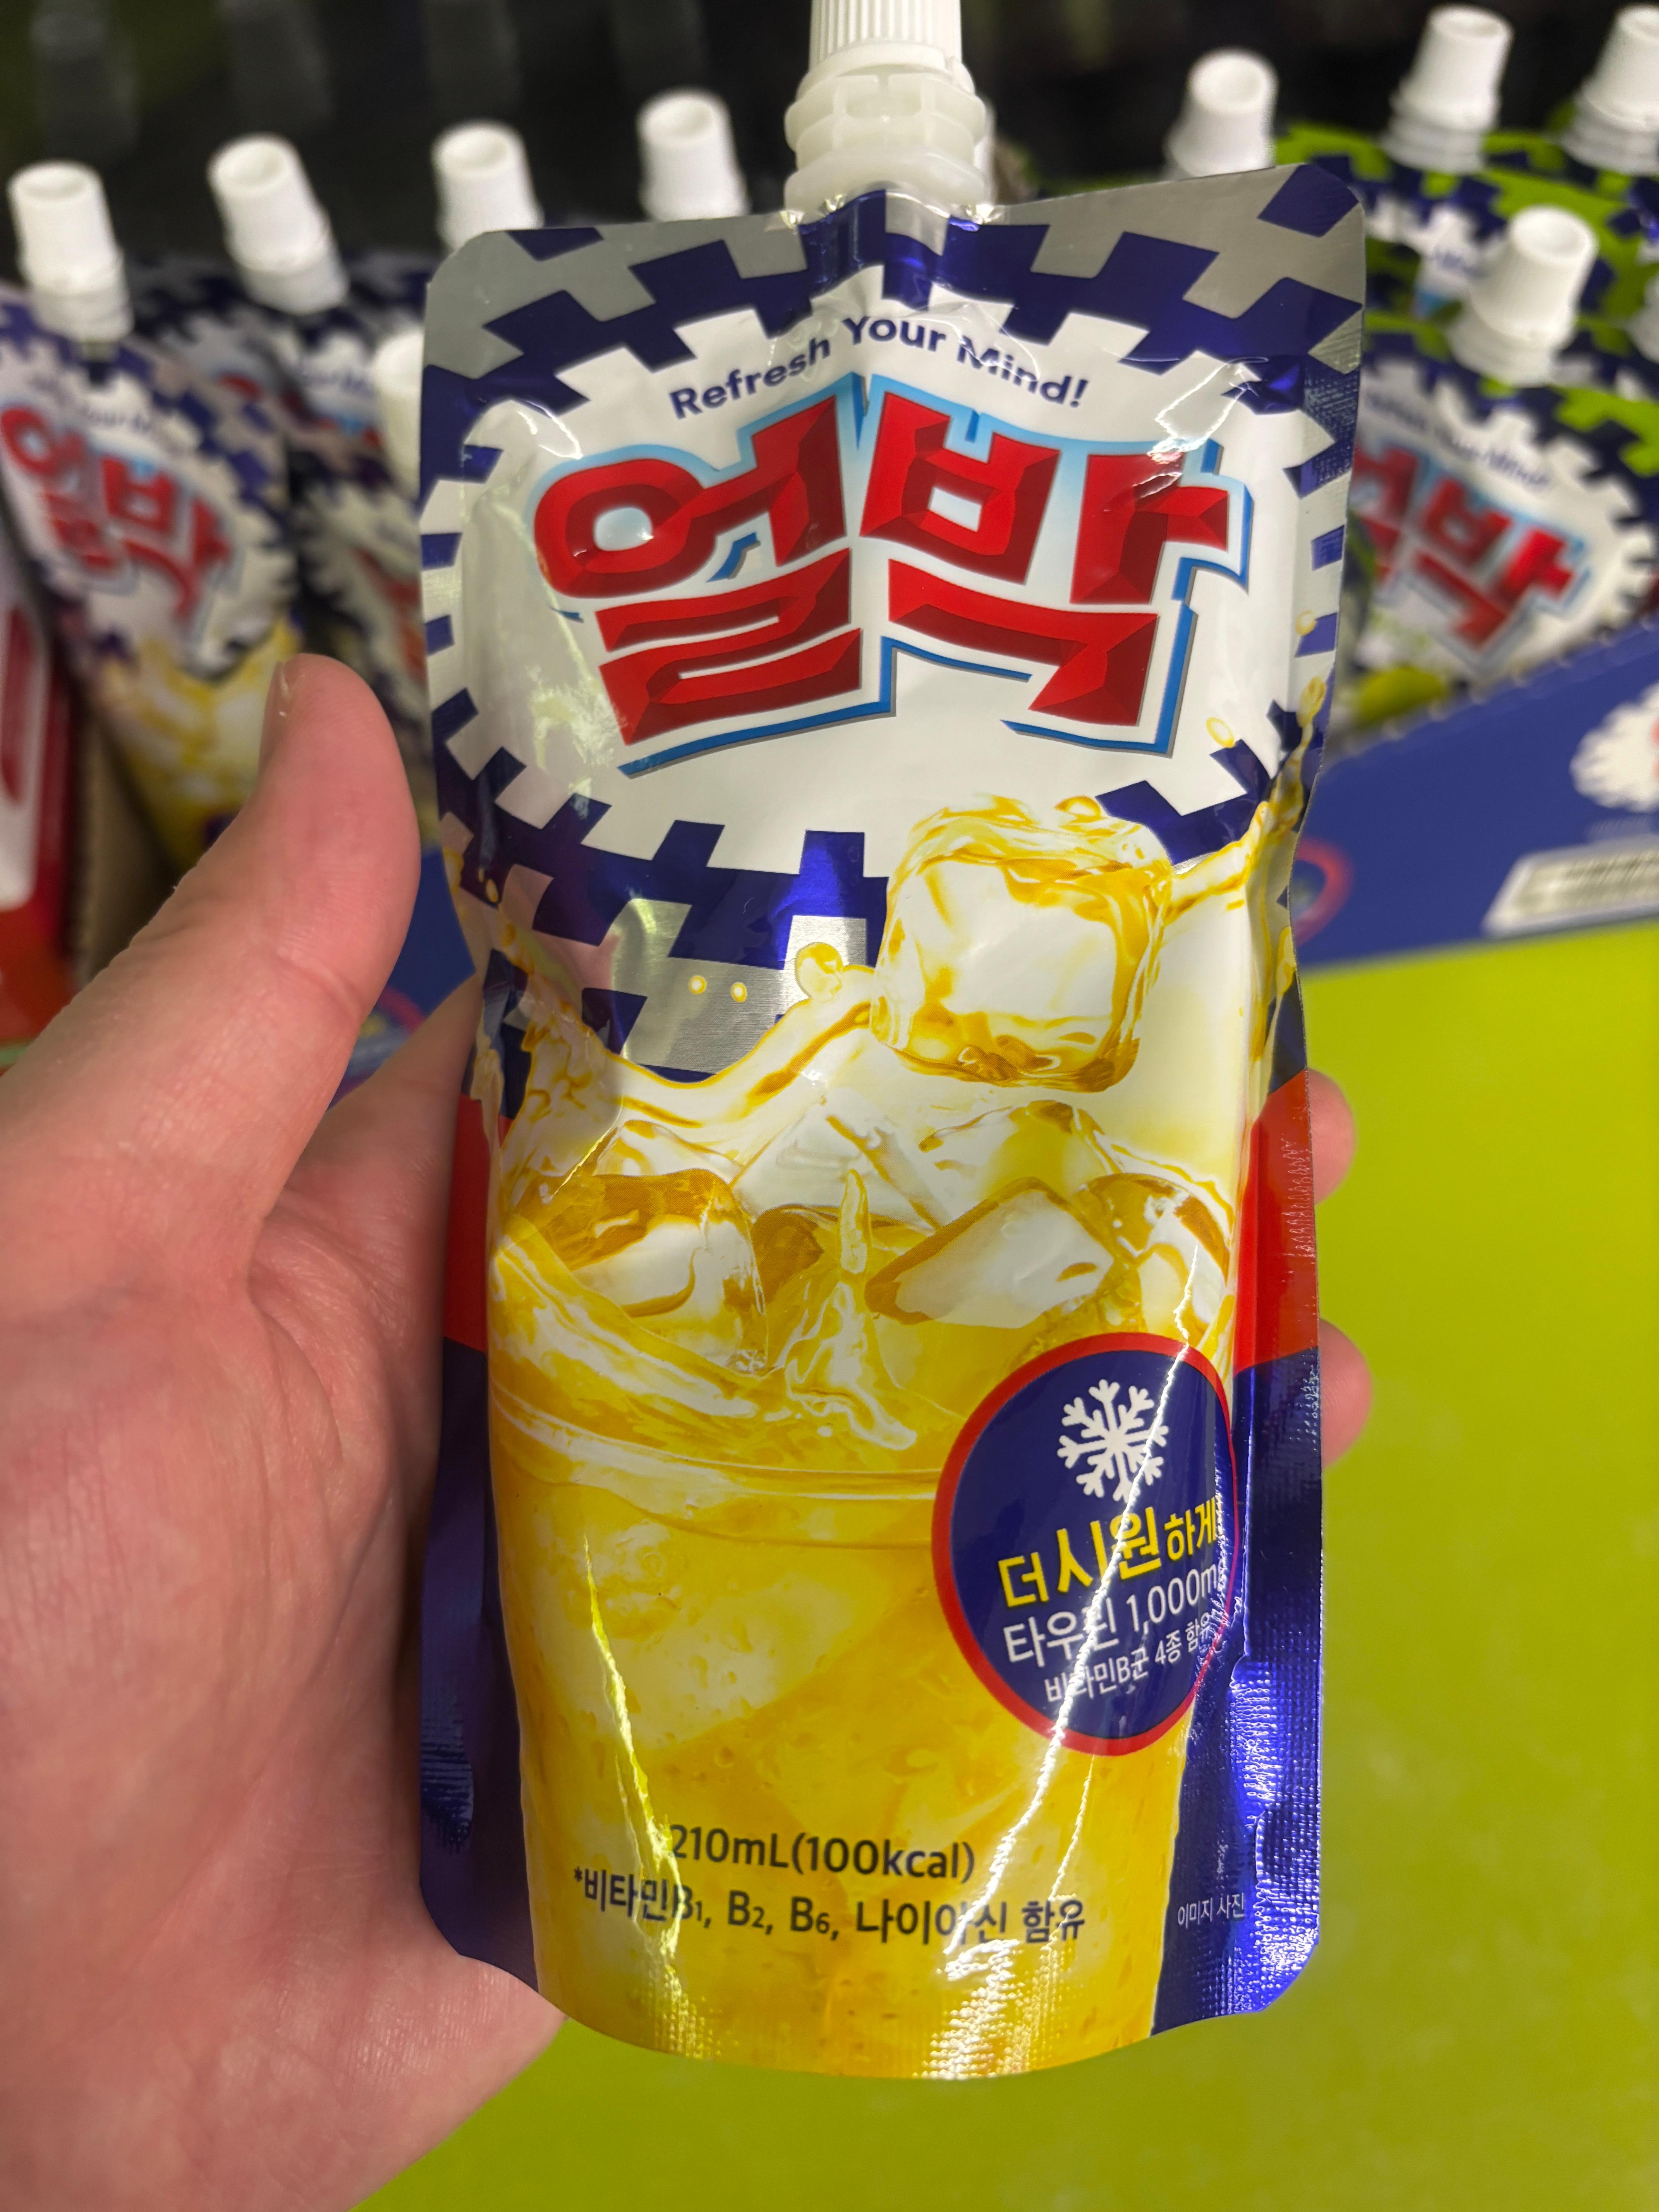 Refresh Your Mind!
얼박
더 시원하게
타우린 1,000m
비타민B군 4종 함유
210mL(100kcal)
*비타민B₁, B₂, B₆, 나이아신 함유
이미지 사진